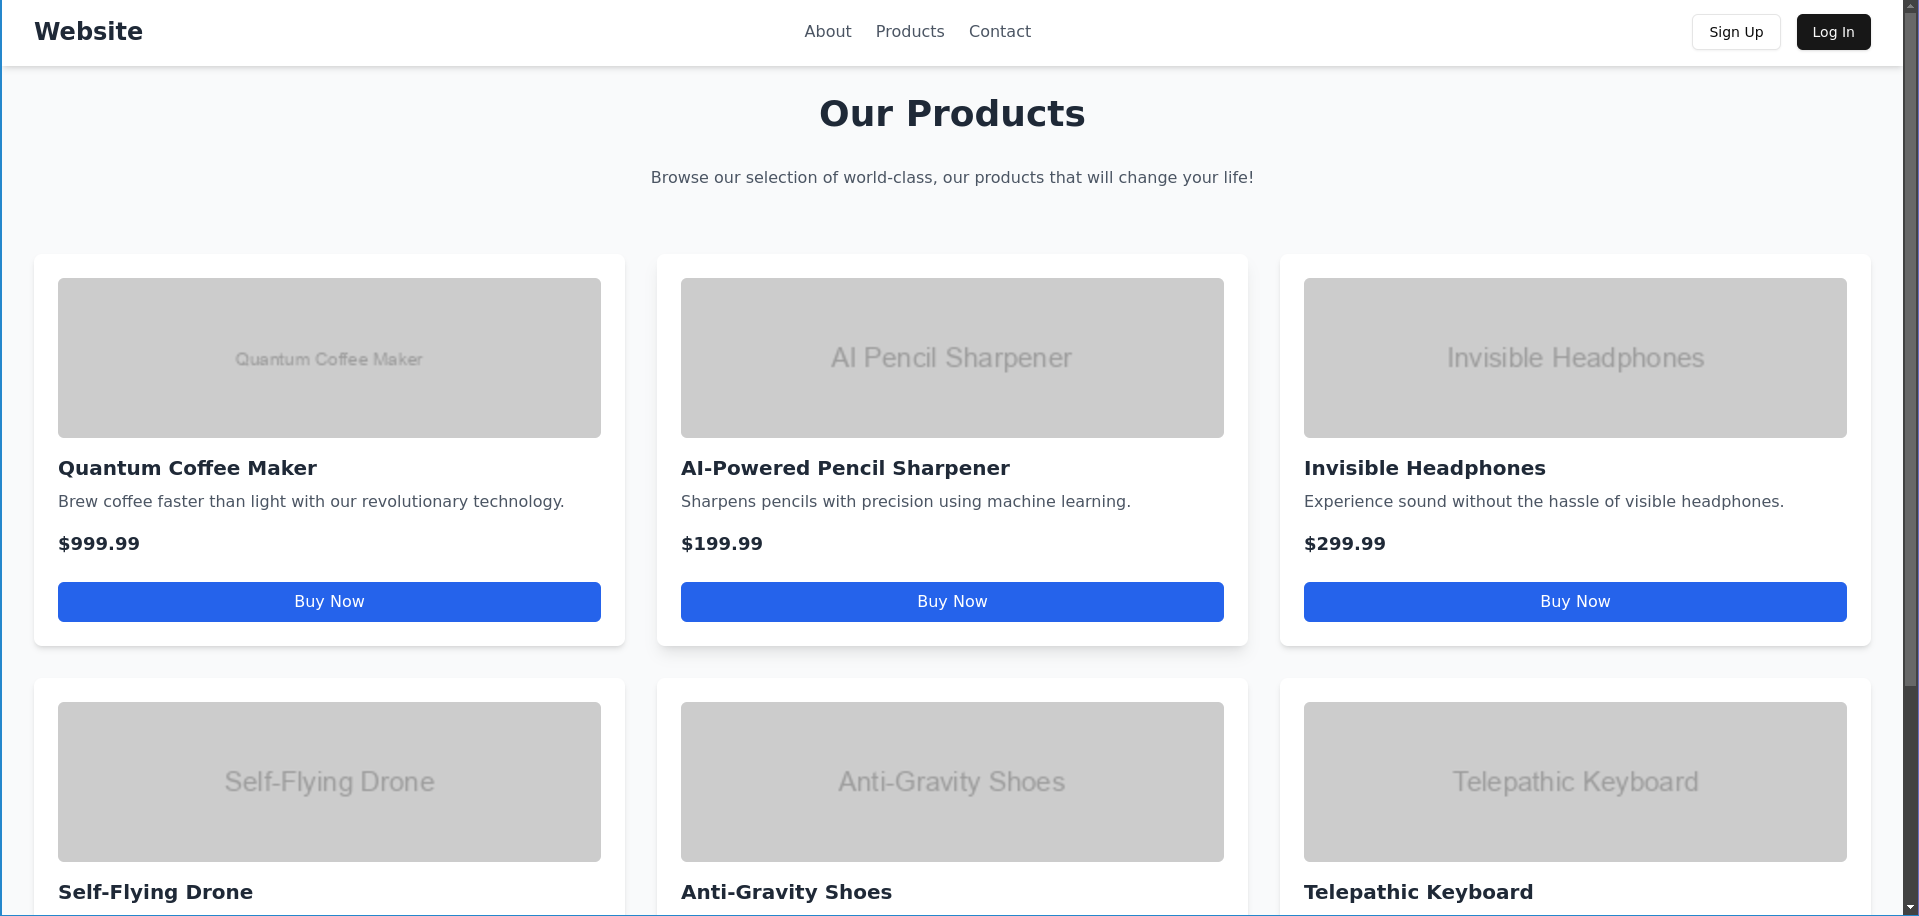 Website
About
Products
Contact
Sign Up
Log In
Our Products
Browse our selection of world-class, our products that will change your life!
Quantum Coffee Maker
Quantum Coffee Maker
Brew coffee faster than light with our revolutionary technology.
$999.99
Buy Now
AI Pencil Sharpener
AI-Powered Pencil Sharpener
Sharpens pencils with precision using machine learning.
$199.99
Buy Now
Invisible Headphones
Invisible Headphones
Experience sound without the hassle of visible headphones.
$299.99
Buy Now
Self-Flying Drone
Self-Flying Drone
Anti-Gravity Shoes
Anti-Gravity Shoes
Telepathic Keyboard
Telepathic Keyboard